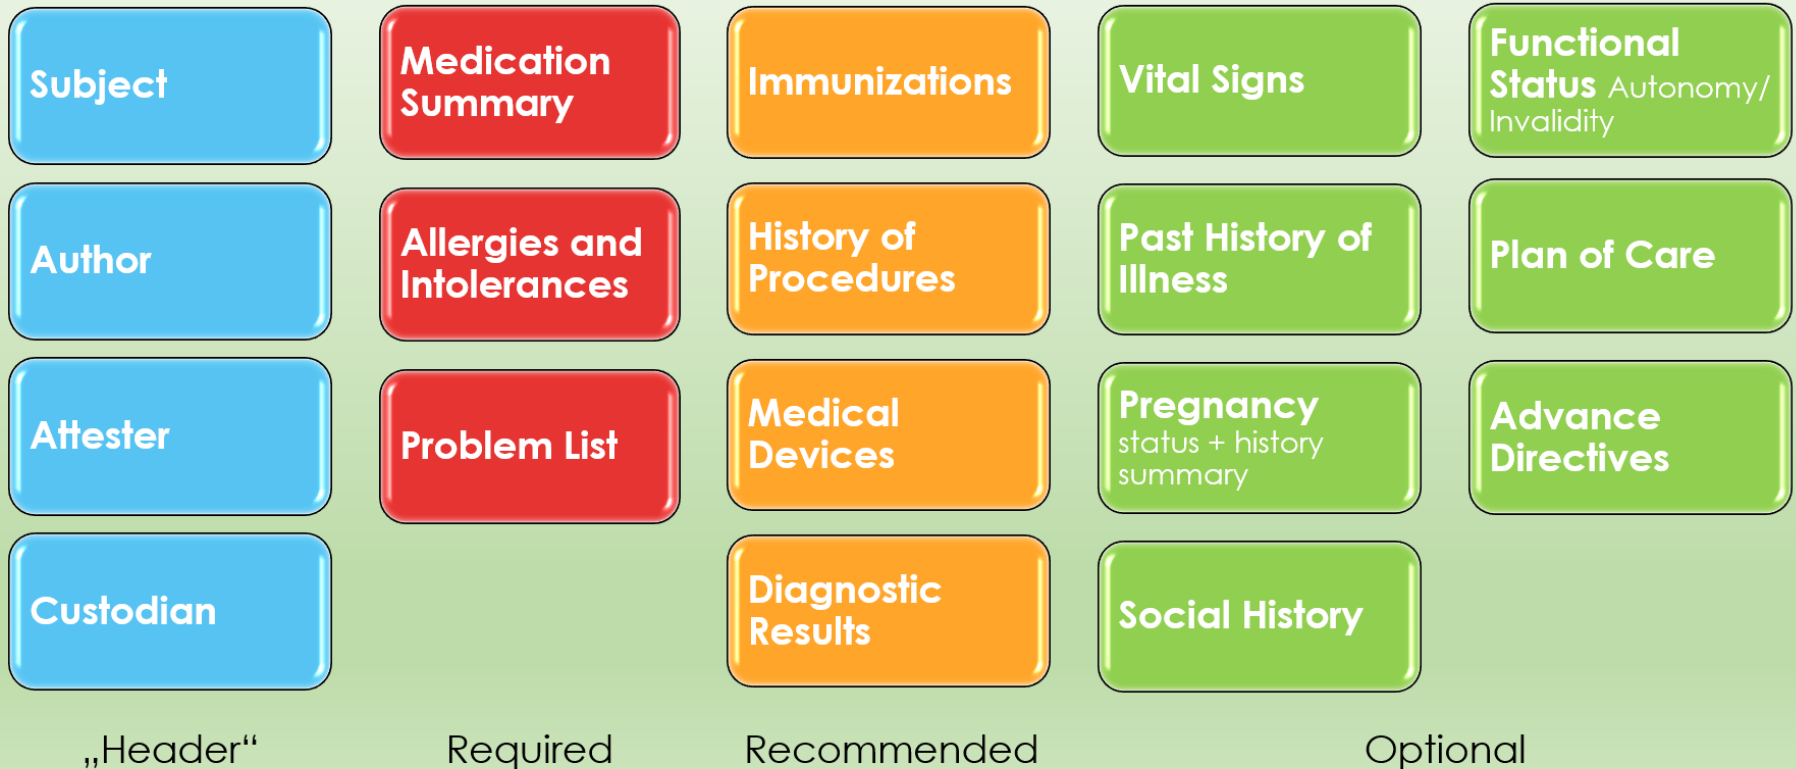 Subject
Author
Attester
Custodian
„Header“
Medication
Summary
Allergies and
Intolerances
Problem List
Required
Immunizations
History of
Procedures
Medical
Devices
Diagnostic
Results
Recommended
Vital Signs
Past History of
Illness
Pregnancy
status + history
summary
Social History
Functional
Status Autonomy/
Invalidity
Plan of Care
Advance
Directives
Optional